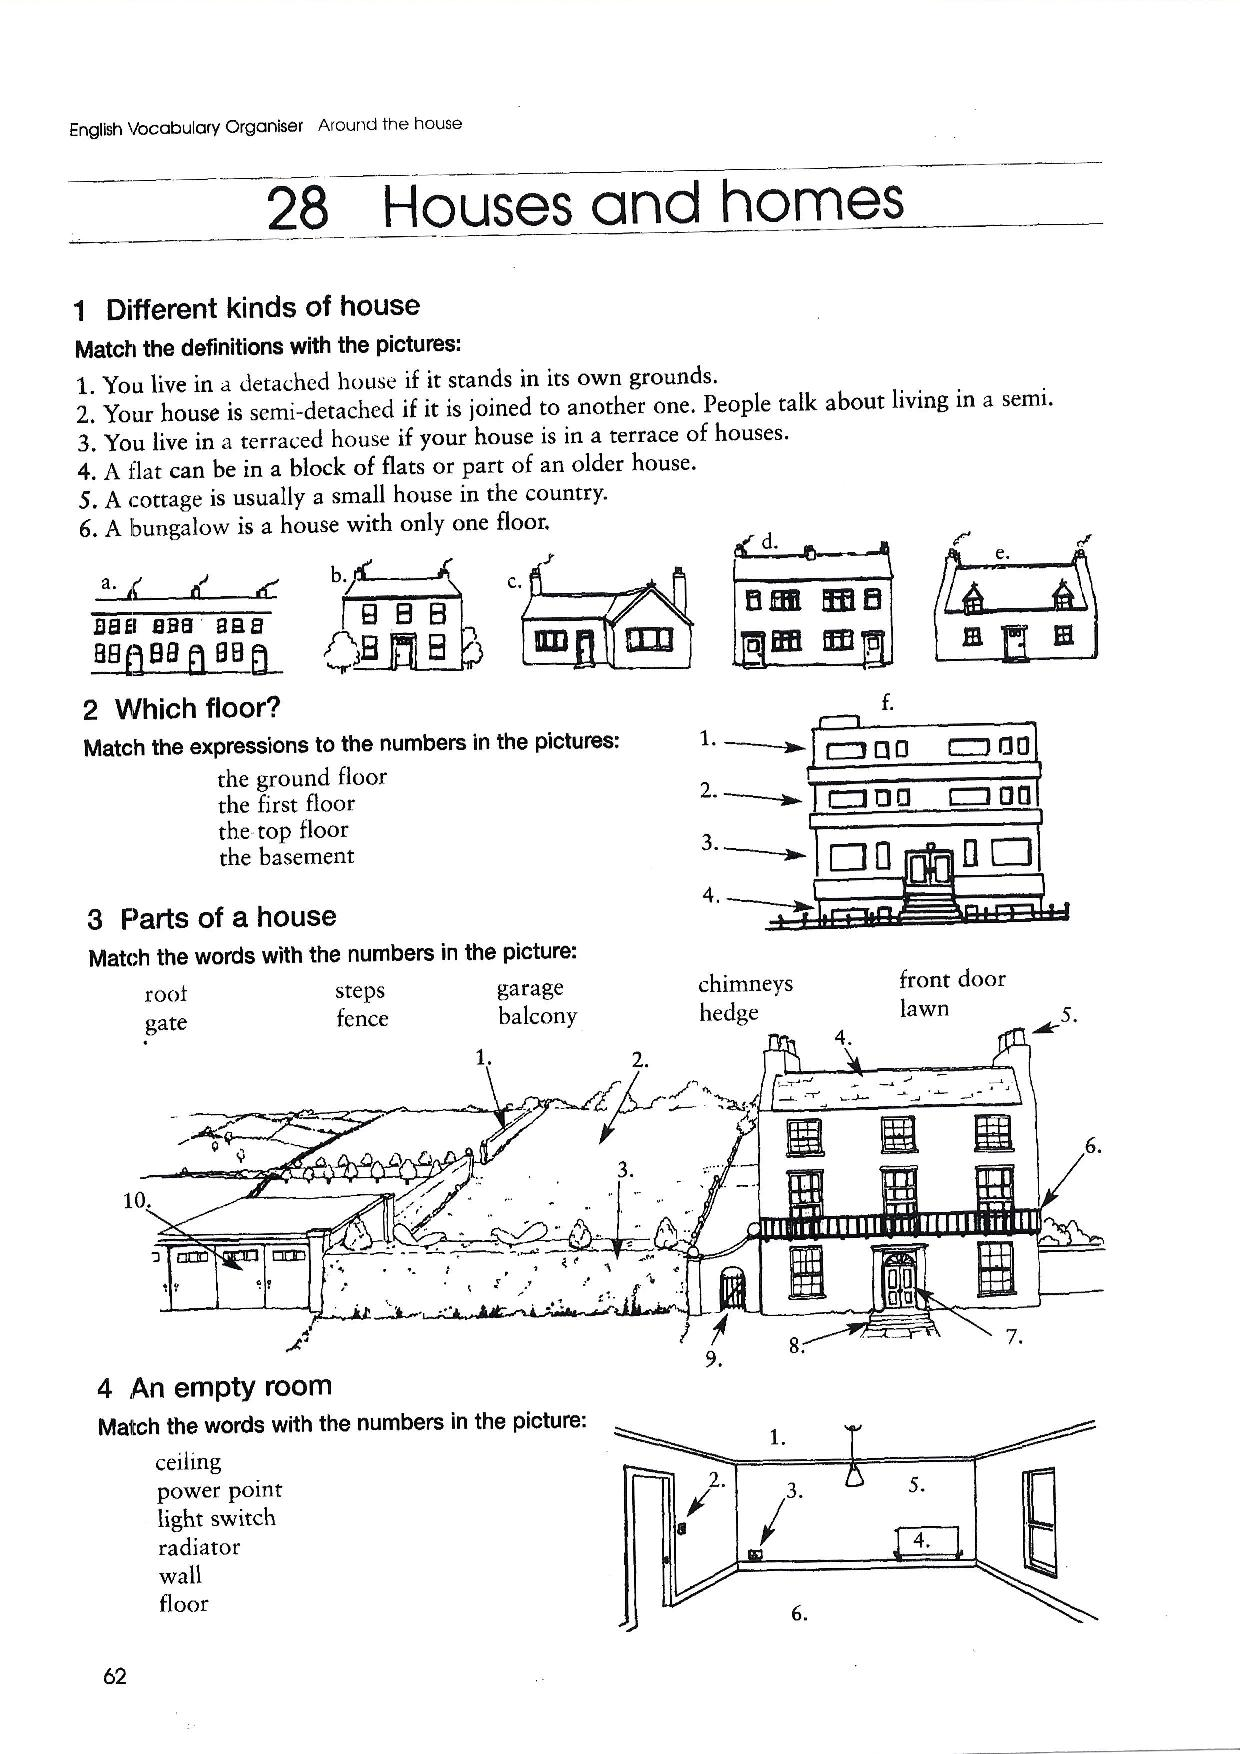 English Vocabulary Organiser Around the house
28 Houses and homes
1 Different kinds of house
Match the definitions with the pictures:
1. You live in a detached house if it stands in its own grounds.
2. Your house is semi-detached if it is joined to another one. People talk about living in a semi.
3. You live in a terraced house if your house is in a terrace of houses.
4. A flat can be in a block of flats or part of an older house.
5. A cottage is usually a small house in the country.
6. A bungalow is a house with only one floor.
a. b. c. d. e.
2 Which floor?
f.
Match the expressions to the numbers in the pictures:
the ground floor
the first floor
the top floor
the basement
1.
2.
3.
4.
3 Parts of a house
Match the words with the numbers in the picture:
roof steps garage chimneys front door
gate fence balcony hedge lawn
1.
2.
3.
4.
5.
6.
7.
8.
9.
10.
4 An empty room
Match the words with the numbers in the picture:
ceiling
power point
light switch
radiator
wall
floor
1.
2.
3.
4.
5.
6.
62